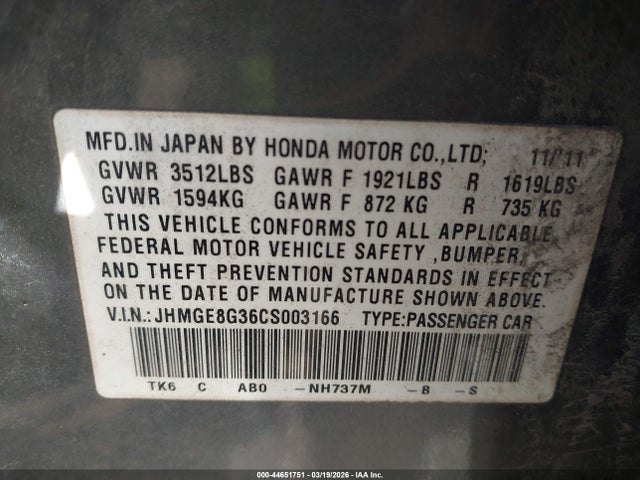 MFD.IN JAPAN BY HONDA MOTOR CO.,LTD; 11/'11
GVWR 3512LBS GAWR F 1921LBS R 1619LBS
GVWR 1594KG GAWR F 872 KG R 735 KG
THIS VEHICLE CONFORMS TO ALL APPLICABLE
FEDERAL MOTOR VEHICLE SAFETY ,BUMPER,
AND THEFT PREVENTION STANDARDS IN EFFECT
ON THE DATE OF MANUFACTURE SHOWN ABOVE.
V.I.N.:JHMGE8G36CS003166 TYPE:PASSENGER CAR
TK6 C AB0 -NH737M -B -S
000-44651751 | 03/19/2026 | IAA Inc.